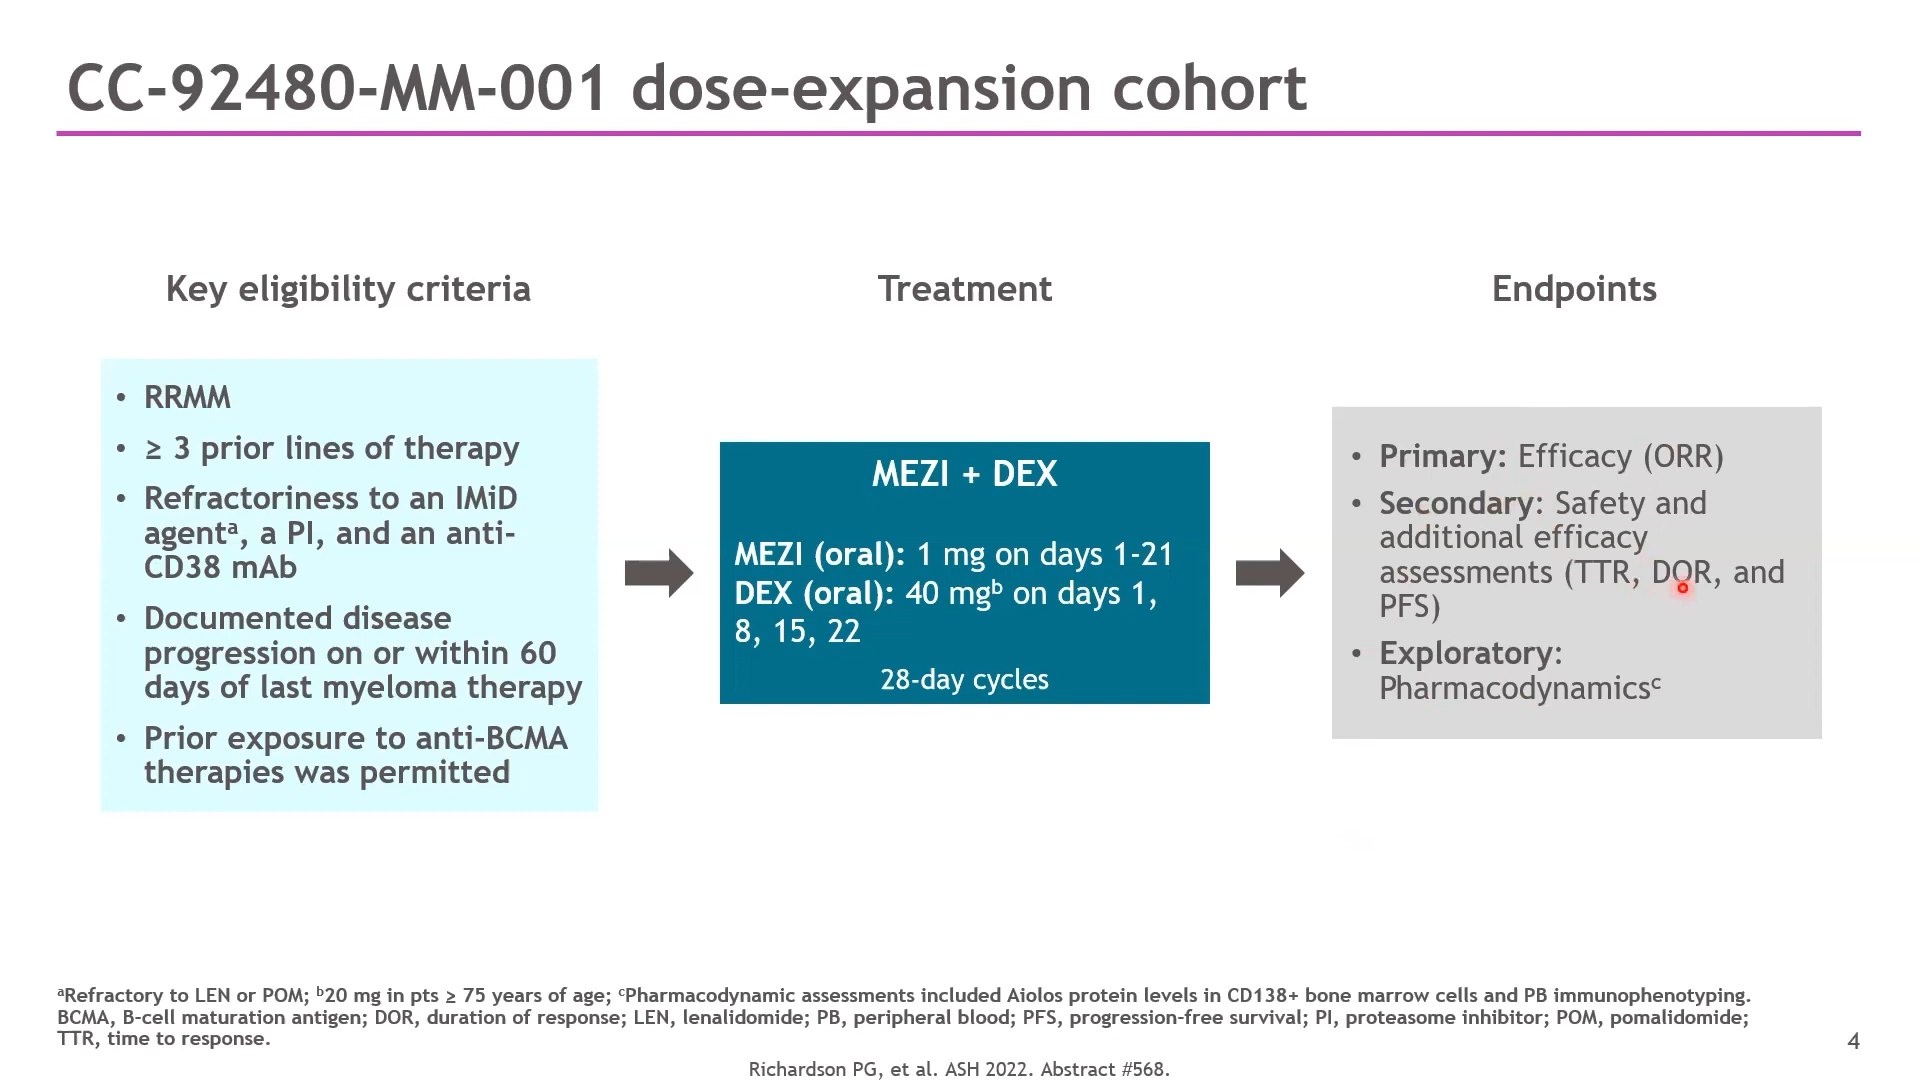 CC-92480-MM-001 dose-expansion cohort
Key eligibility criteria
• RRMM
• ≥ 3 prior lines of therapy
• Refractoriness to an IMiD
agentᵃ, a PI, and an anti-
CD38 mAb
• Documented disease
progression on or within 60
days of last myeloma therapy
• Prior exposure to anti-BCMA
therapies was permitted
Treatment
MEZI + DEX
MEZI (oral): 1 mg on days 1-21
DEX (oral): 40 mgᵇ on days 1,
8, 15, 22
28-day cycles
Endpoints
• Primary: Efficacy (ORR)
• Secondary: Safety and
additional efficacy
assessments (TTR, DOR, and
PFS)
• Exploratory:
Pharmacodynamicsᶜ
ᵃRefractory to LEN or POM; ᵇ20 mg in pts ≥ 75 years of age; ᶜPharmacodynamic assessments included Aiolos protein levels in CD138+ bone marrow cells and PB immunophenotyping.
BCMA, B-cell maturation antigen; DOR, duration of response; LEN, lenalidomide; PB, peripheral blood; PFS, progression-free survival; PI, proteasome inhibitor; POM, pomalidomide;
TTR, time to response.
4
Richardson PG, et al. ASH 2022. Abstract #568.